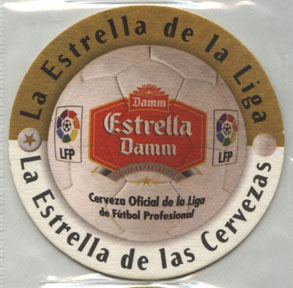 La Estrella de la Liga
Damm
Estrella
Damm
LFP
LFP
Cerveza Oficial de la Liga
de Fútbol Profesional
La Estrella de las Cervezas